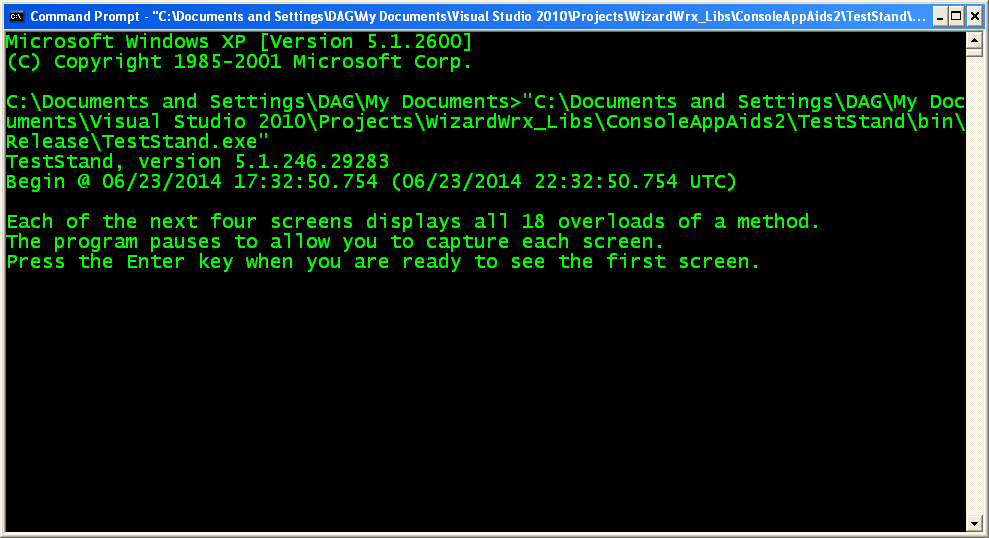 Command Prompt - "C:\Documents and Settings\DAG\My Documents\Visual Studio 2010\Projects\WizardWrx_Libs\ConsoleAppAids2\TestStand\...
Microsoft Windows XP [Version 5.1.2600]
(C) Copyright 1985-2001 Microsoft Corp.
C:\Documents and Settings\DAG\My Documents>"C:\Documents and Settings\DAG\My Doc
uments\Visual Studio 2010\Projects\WizardWrx_Libs\ConsoleAppAids2\TestStand\bin\
Release\TestStand.exe"
TestStand, version 5.1.246.29283
Begin @ 06/23/2014 17:32:50.754 (06/23/2014 22:32:50.754 UTC)
Each of the next four screens displays all 18 overloads of a method.
The program pauses to allow you to capture each screen.
Press the Enter key when you are ready to see the first screen.